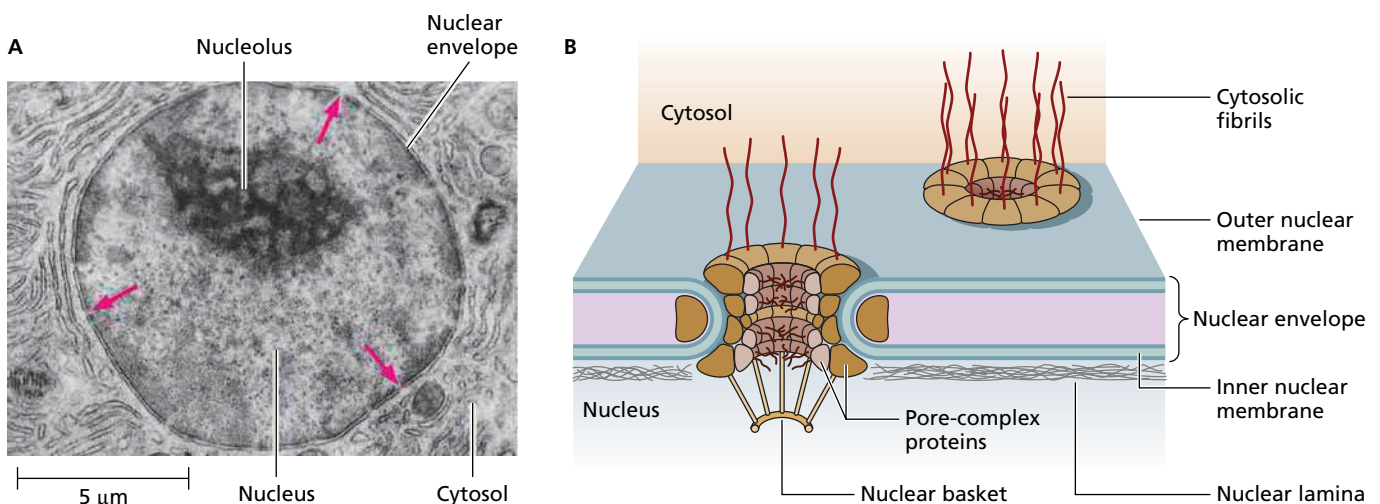 A
Nucleolus
Nuclear
envelope
5 μm
Nucleus
Cytosol
B
Cytosol
Cytosolic
fibrils
Outer nuclear
membrane
Nuclear envelope
Inner nuclear
membrane
Nucleus
Pore-complex
proteins
Nuclear basket
Nuclear lamina